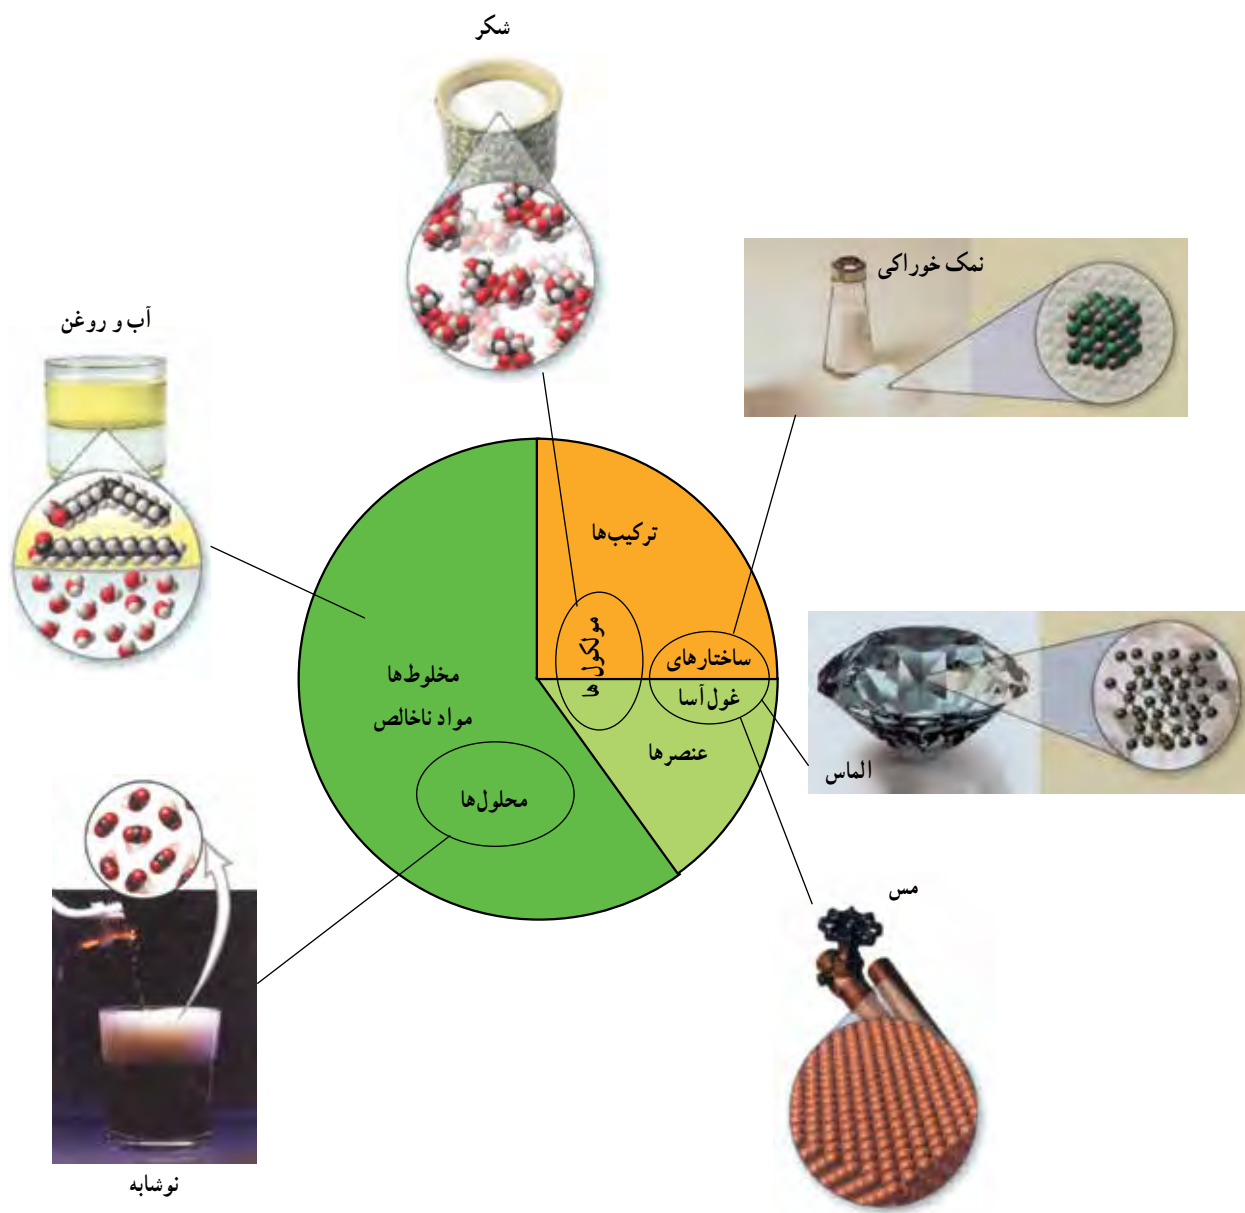 شکر
نمک خوراکی
آب و روغن
ترکیب‌ها
مولکول‌ها
ساختارهای
غول‌آسا
مخلوط‌ها
مواد ناخالص
عنصرها
الماس
محلول‌ها
مس
نوشابه